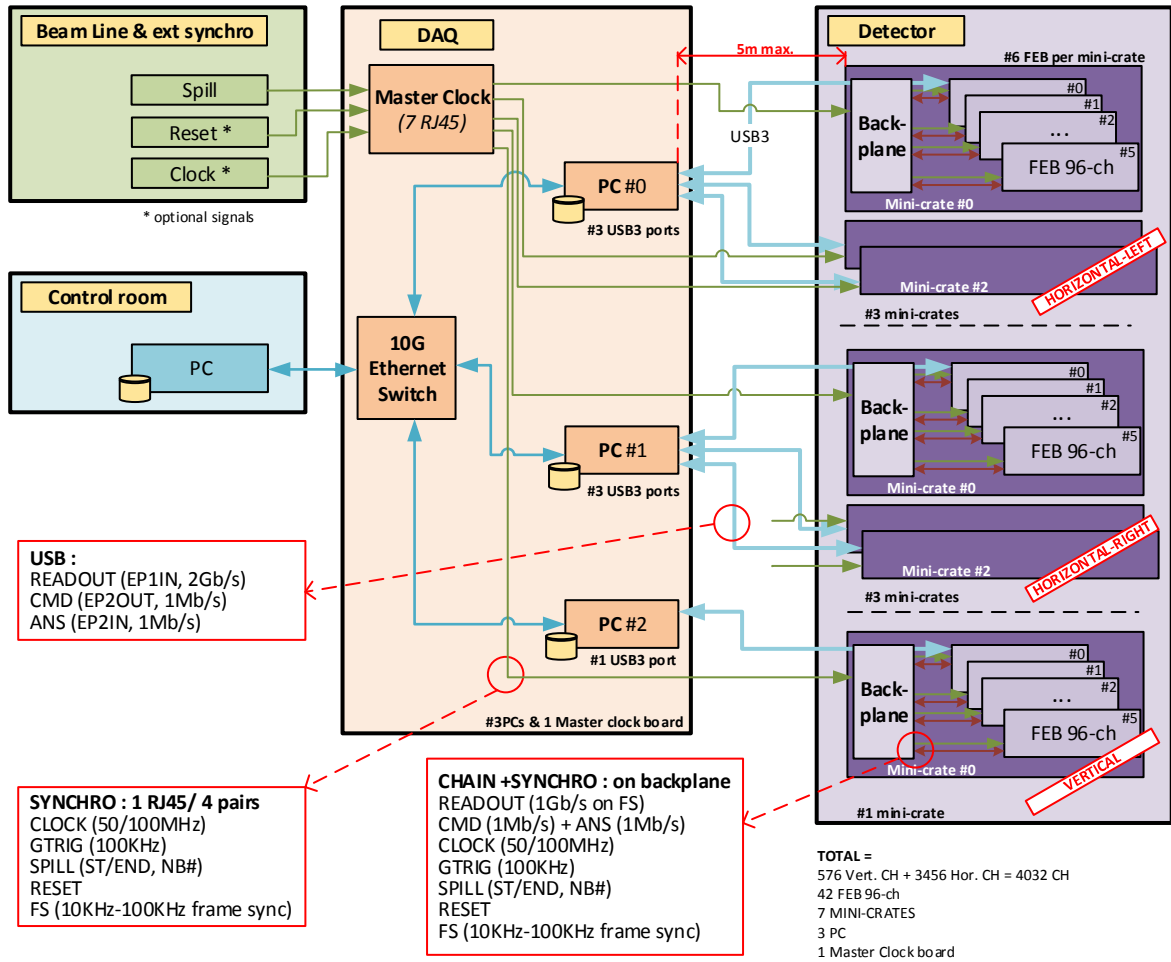 Beam Line & ext synchro
Spill
Reset *
Clock *
* optional signals
Control room
PC
DAQ
Master Clock
(7 RJ45)
5m max.
USB3
PC #0
#3 USB3 ports
10G
Ethernet
Switch
PC #1
#3 USB3 ports
PC #2
#1 USB3 port
#3PCs & 1 Master clock board
Detector
#6 FEB per mini-crate
Back-
plane
#0
#1
...
#2
#5
FEB 96-ch
Mini-crate #0
Mini-crate #2
HORIZONTAL-LEFT
#3 mini-crates
Back-
plane
#0
#1
...
#2
#5
FEB 96-ch
Mini-crate #0
Mini-crate #2
HORIZONTAL-RIGHT
#3 mini-crates
Back-
plane
#0
#1
...
#2
#5
FEB 96-ch
Mini-crate #0
VERTICAL
#1 mini-crate
USB :
READOUT (EP1IN, 2Gb/s)
CMD (EP2OUT, 1Mb/s)
ANS (EP2IN, 1Mb/s)
SYNCHRO : 1 RJ45/ 4 pairs
CLOCK (50/100MHz)
GTRIG (100KHz)
SPILL (ST/END, NB#)
RESET
FS (10KHz-100KHz frame sync)
CHAIN +SYNCHRO : on backplane
READOUT (1Gb/s on FS)
CMD (1Mb/s) + ANS (1Mb/s)
CLOCK (50/100MHz)
GTRIG (100KHz)
SPILL (ST/END, NB#)
RESET
FS (10KHz-100KHz frame sync)
TOTAL =
576 Vert. CH + 3456 Hor. CH = 4032 CH
42 FEB 96-ch
7 MINI-CRATES
3 PC
1 Master Clock board